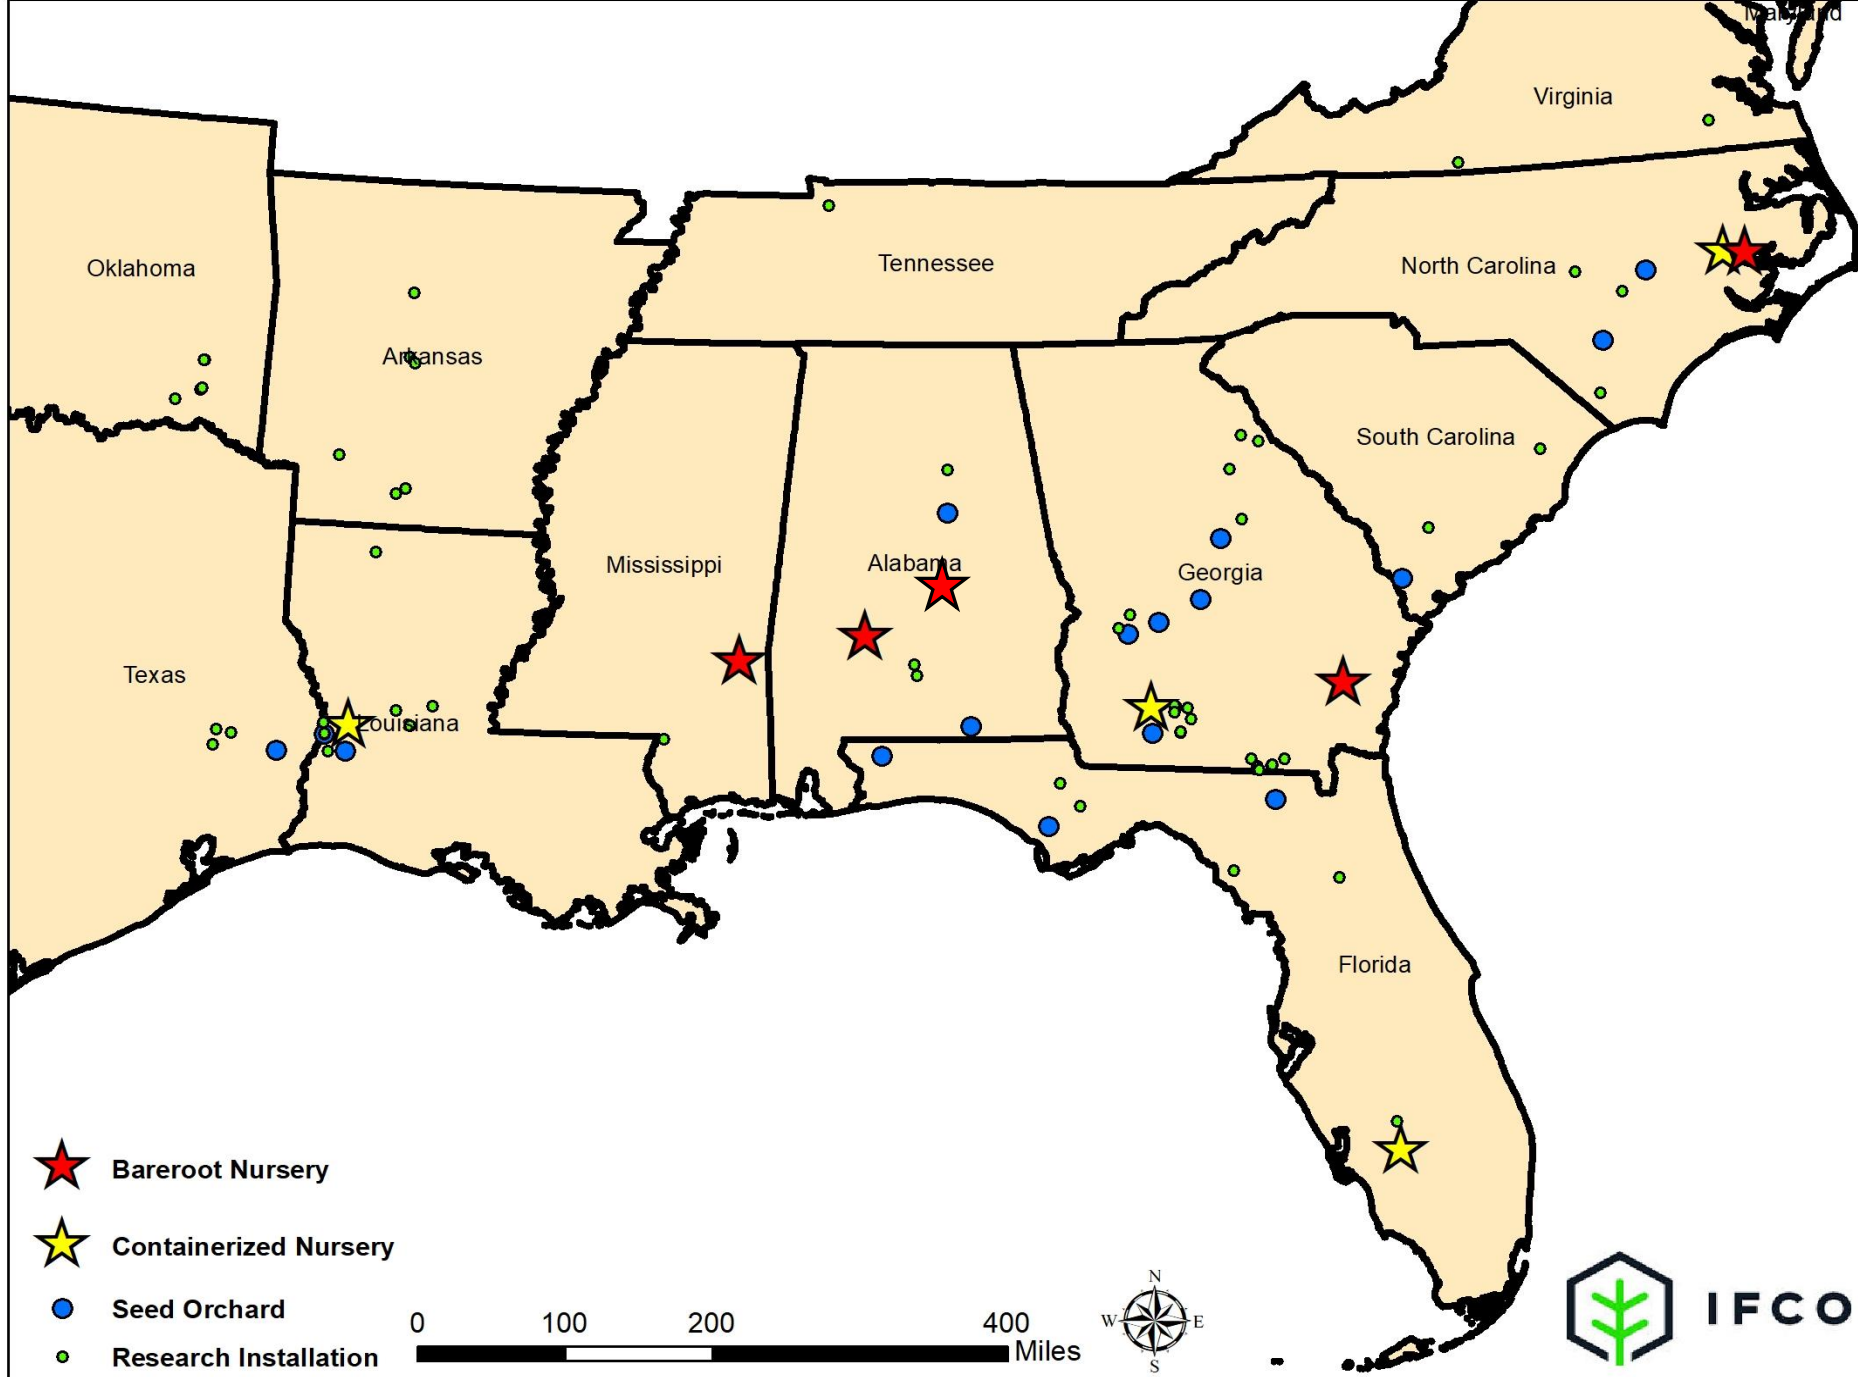 Maryland
Virginia
Oklahoma
Tennessee
North Carolina
Arkansas
South Carolina
Mississippi
Alabama
Georgia
Texas
Louisiana
Florida
Bareroot Nursery
Containerized Nursery
Seed Orchard
Research Installation
0 100 200 400
Miles
N
W E
S
IFCO